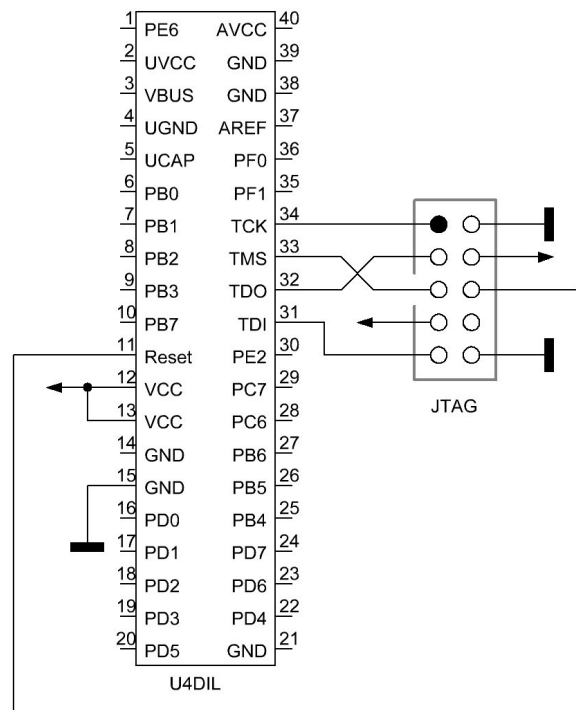 1 PE6 AVCC 40
2 UVCC GND 39
3 VBUS GND 38
4 UGND AREF 37
5 UCAP PF0 36
6 PB0 PF1 35
7 PB1 TCK 34
8 PB2 TMS 33
9 PB3 TDO 32
10 PB7 TDI 31
11 Reset PE2 30
12 VCC PC7 29
13 VCC PC6 28
14 GND PB6 27
15 GND PB5 26
16 PD0 PB4 25
17 PD1 PD7 24
18 PD2 PD6 23
19 PD3 PD4 22
20 PD5 GND 21
U4DIL
JTAG